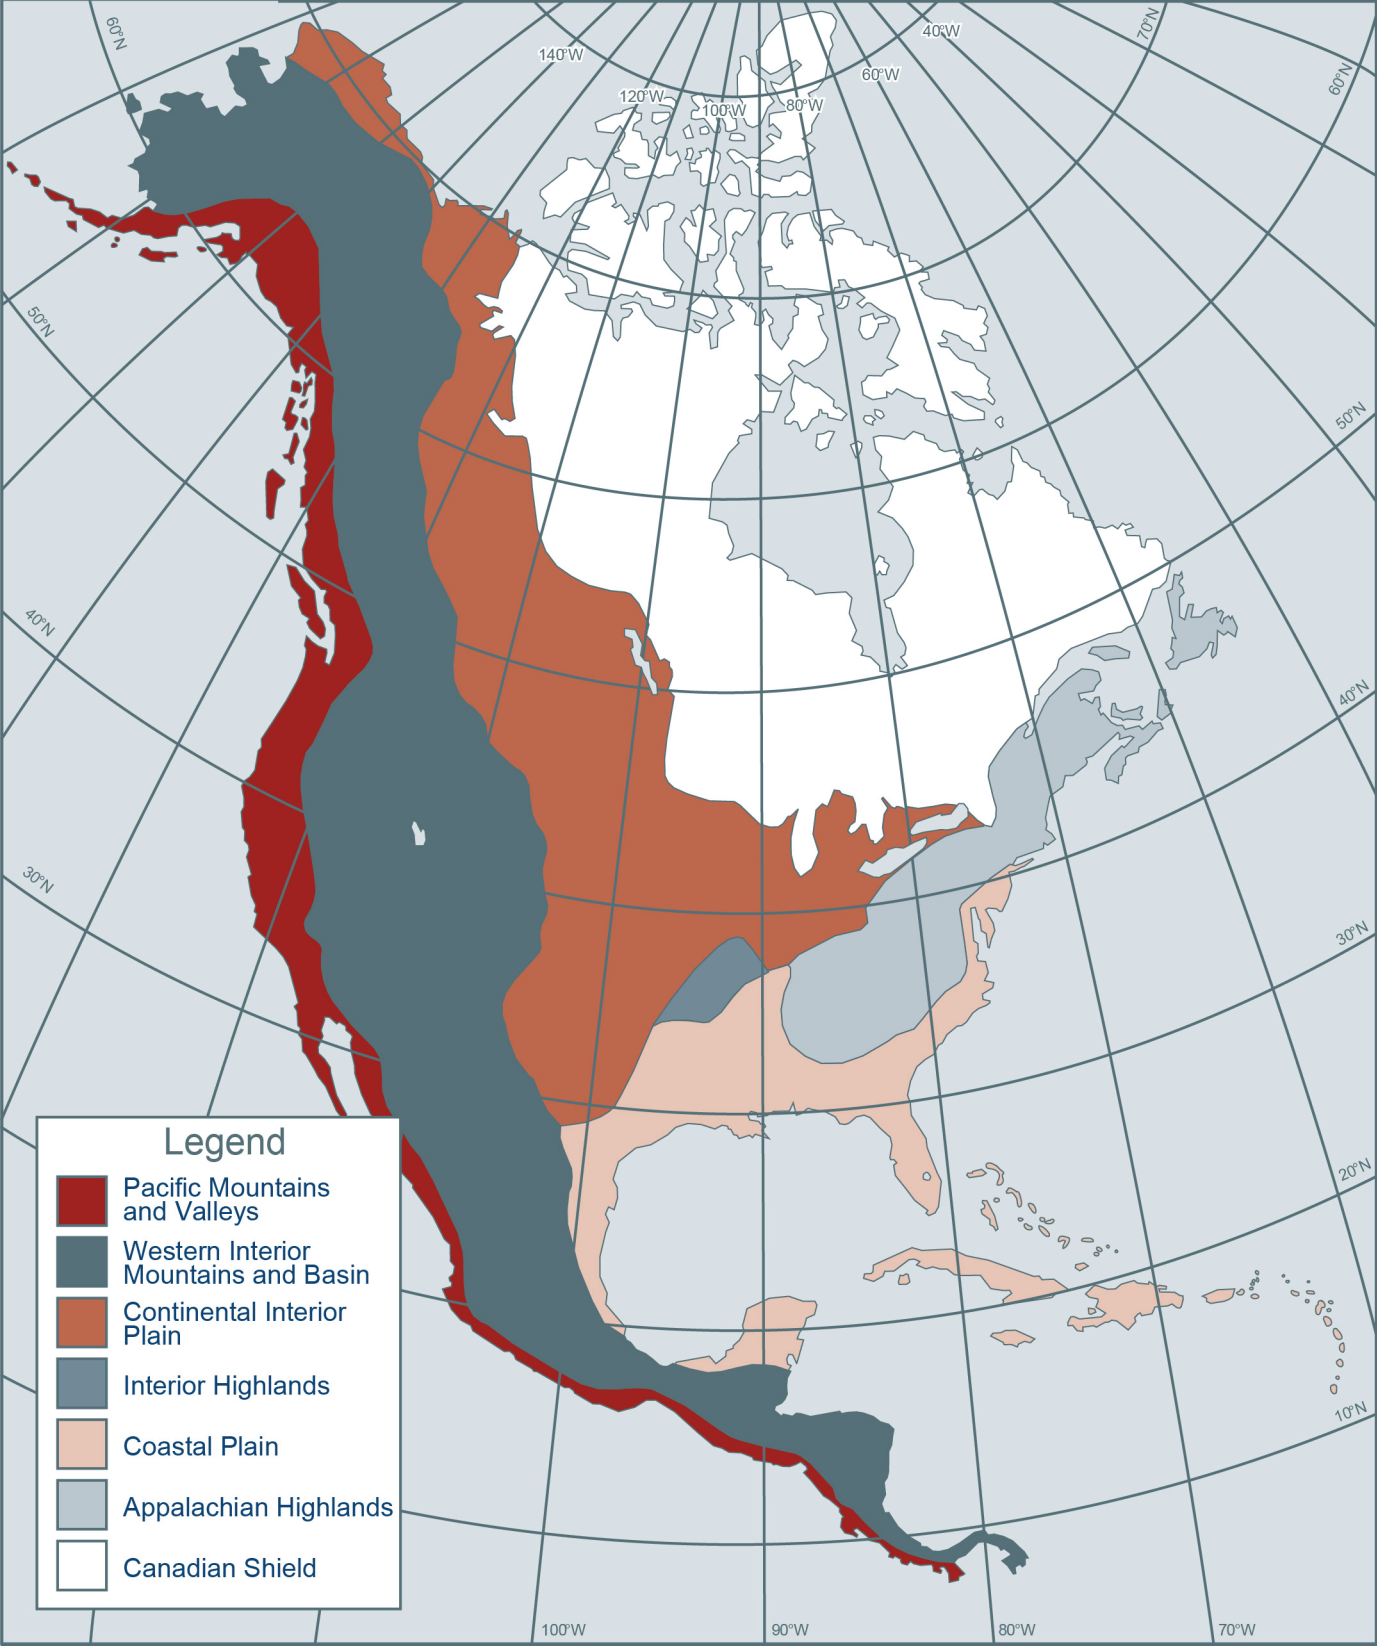 60°N
140°W
120°W
100°W
80°W
60°W
40°W
70°N
60°N
50°N
50°N
40°N
40°N
30°N
30°N
20°N
10°N
Legend
Pacific Mountains
and Valleys
Western Interior
Mountains and Basin
Continental Interior
Plain
Interior Highlands
Coastal Plain
Appalachian Highlands
Canadian Shield
100°W
90°W
80°W
70°W